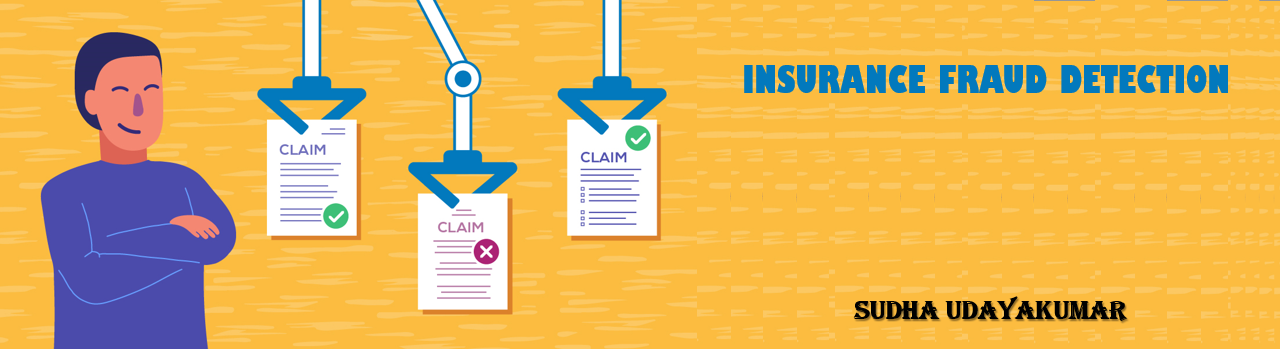 CLAIM
CLAIM
CLAIM
INSURANCE FRAUD DETECTION
SUDHA UDAYAKUMAR